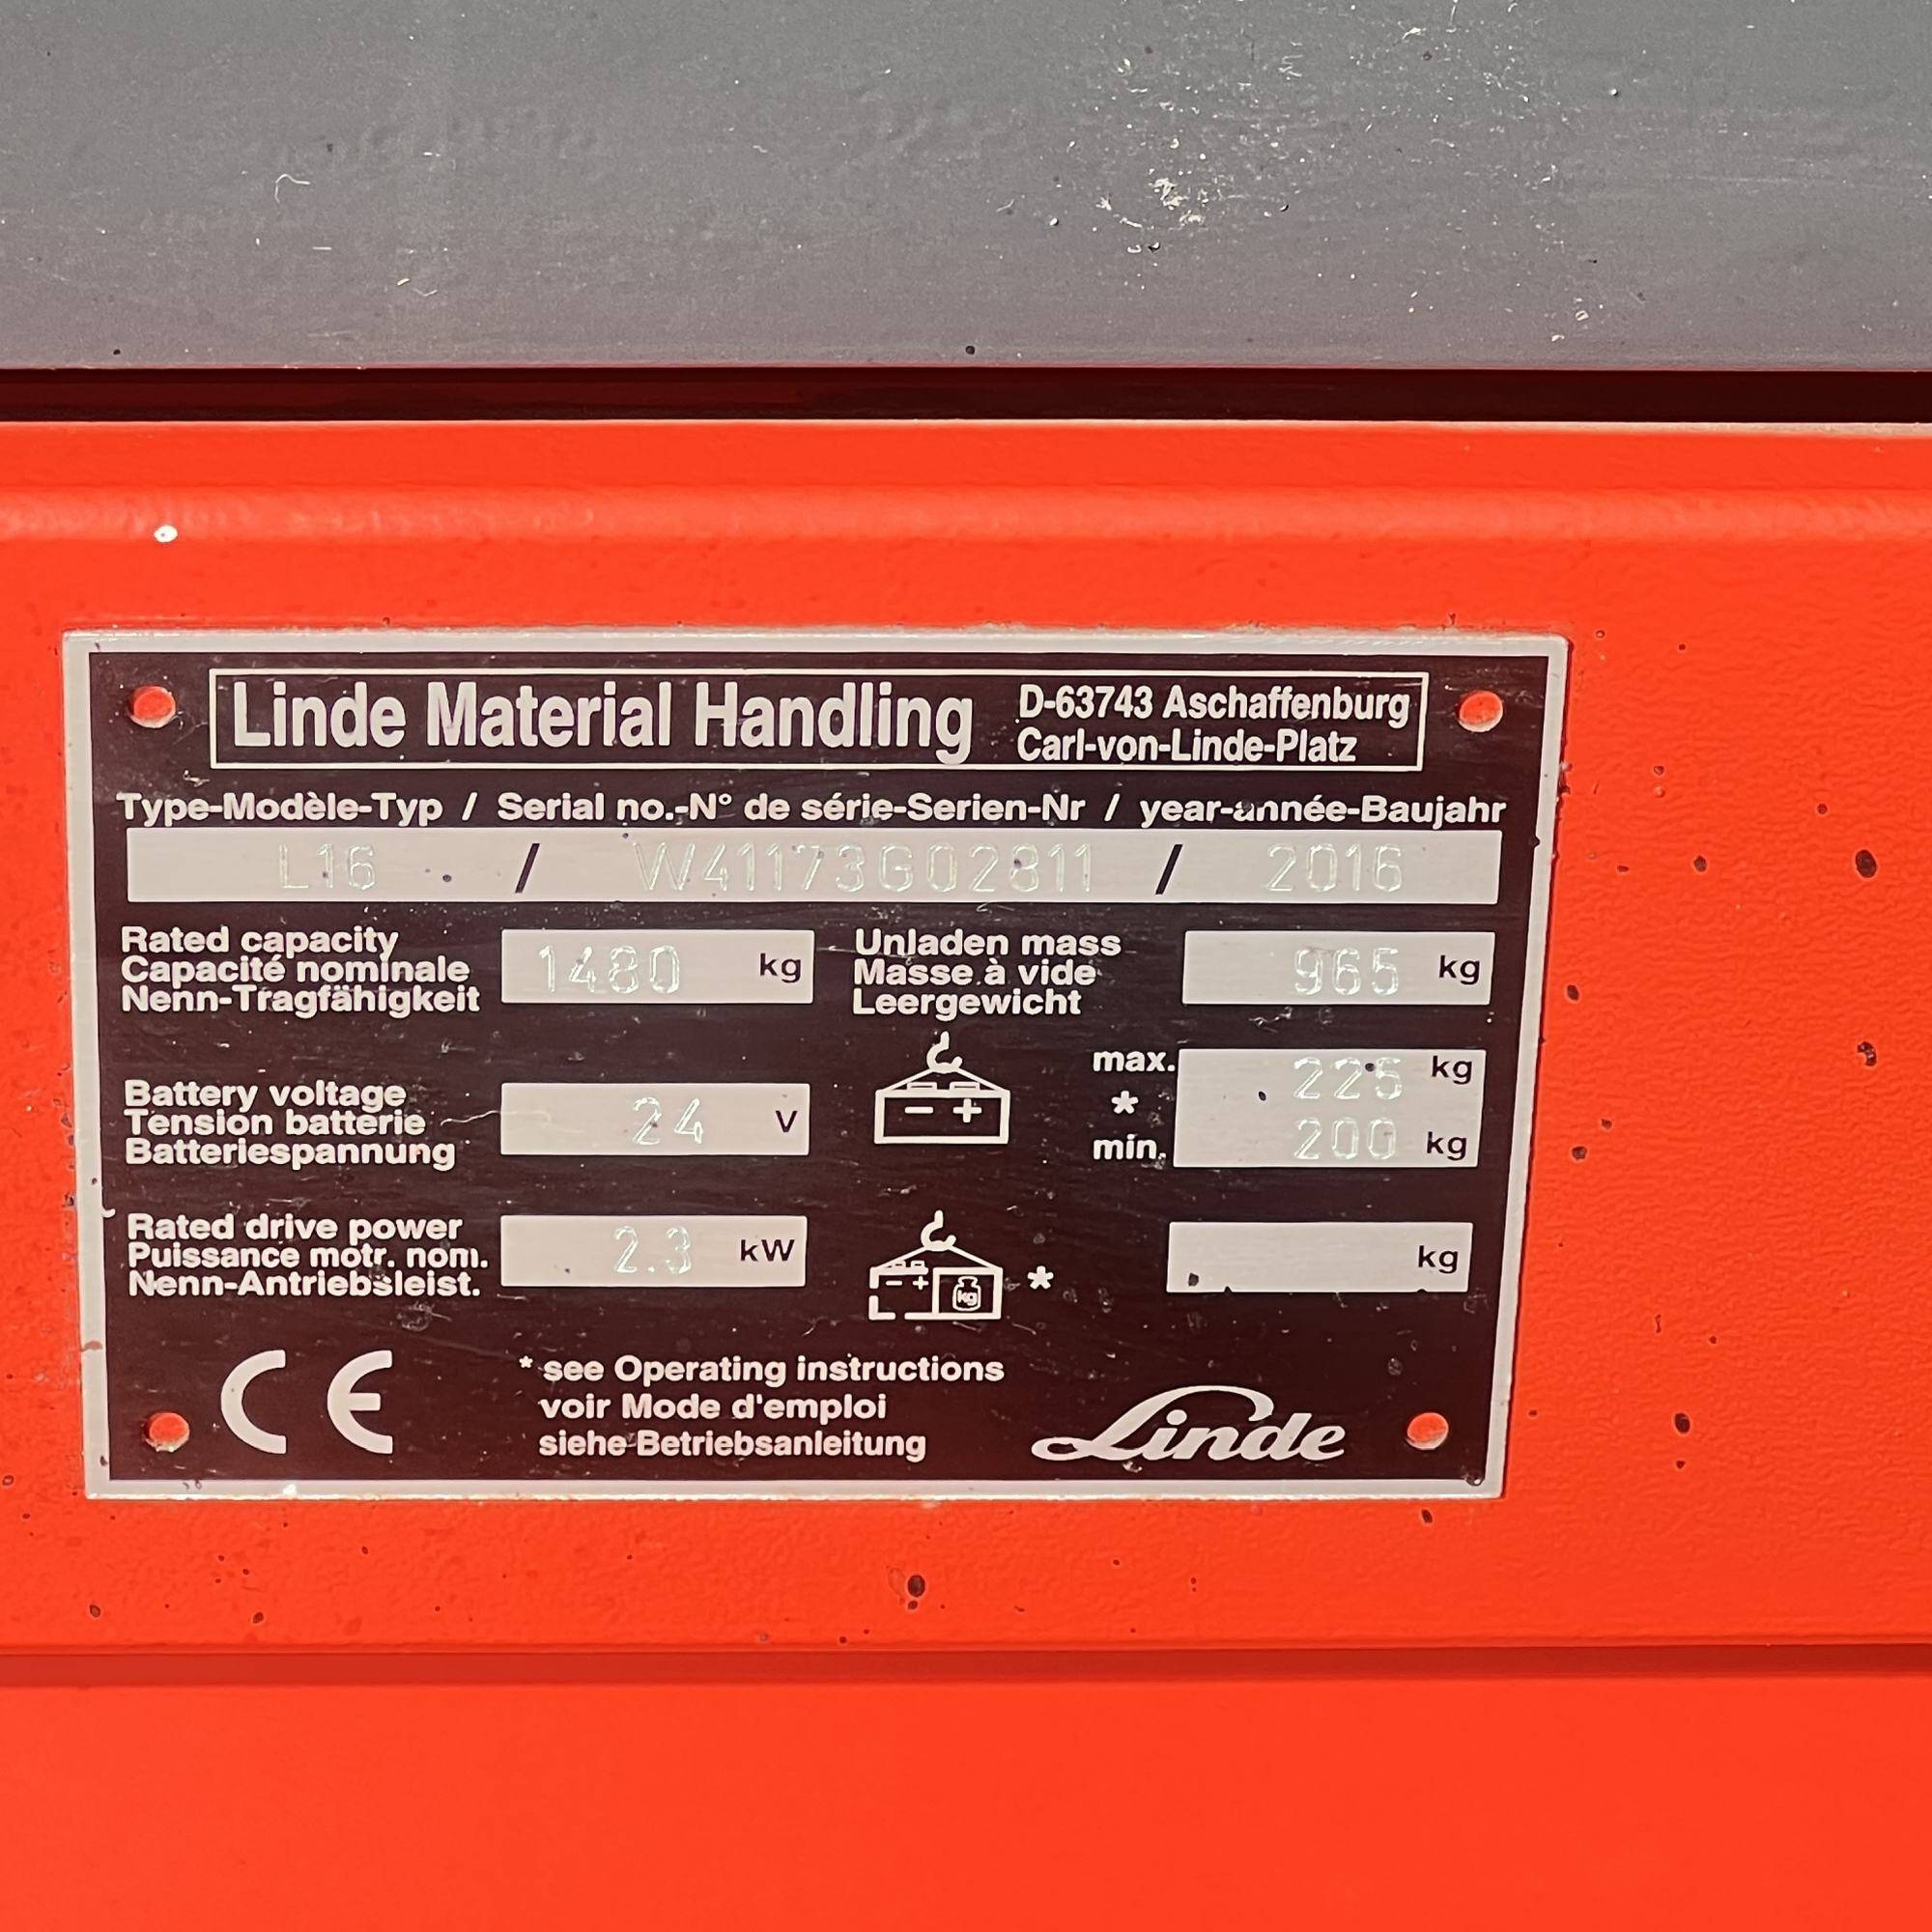 Linde Material Handling
D-63743 Aschaffenburg
Carl-von-Linde-Platz
Type-Modèle-Typ / Serial no.-N° de série-Serien-Nr / year-année-Baujahr
L16 / W41173G02811 / 2016
Rated capacity
Capacité nominale
Nenn-Tragfähigkeit
1480 kg
Unladen mass
Masse à vide
Leergewicht
965 kg
Battery voltage
Tension batterie
Batteriespannung
24 V
- +
max. 225 kg
*
min. 200 kg
Rated drive power
Puissance motr. nom.
Nenn-Antriebsleist.
2.3 kW
- + kg *
kg
CE
* see Operating instructions
voir Mode d'emploi
siehe Betriebsanleitung
Linde